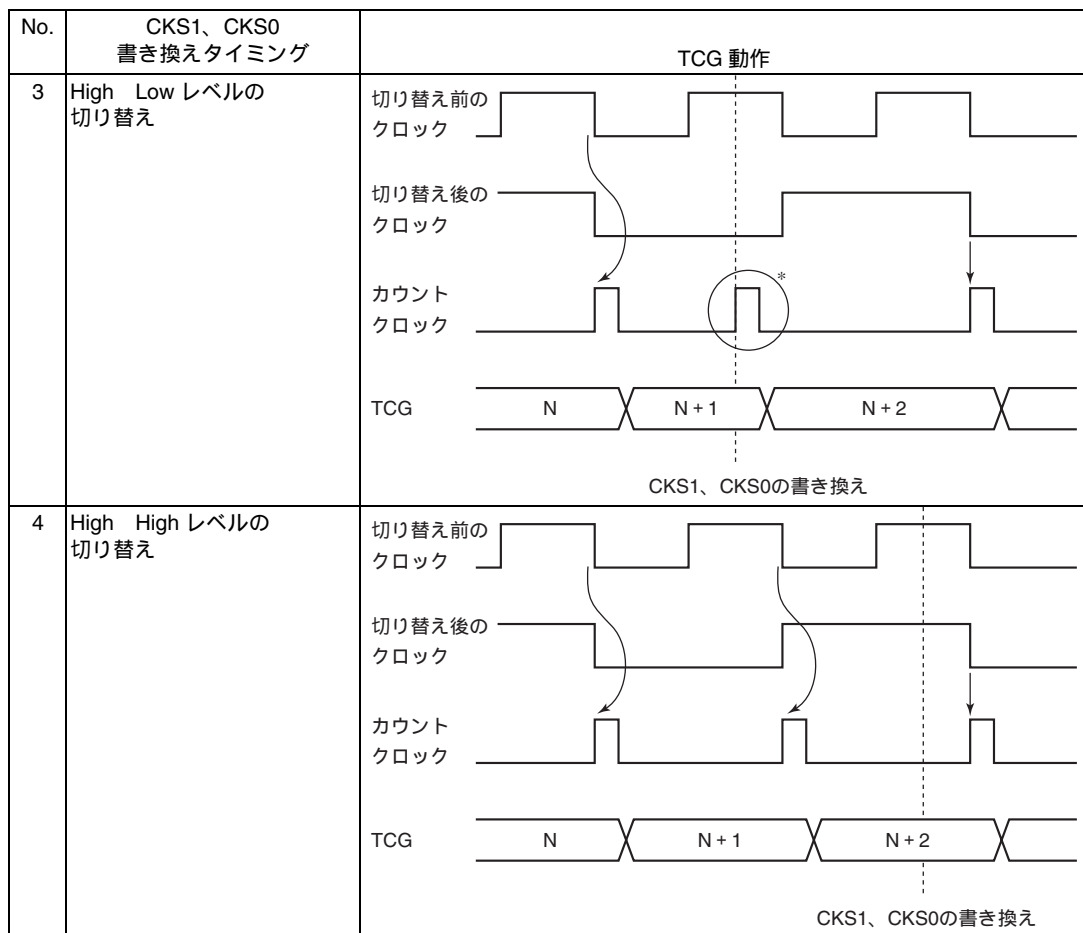 No.
CKS1、CKS0
書き換えタイミング
TCG 動作
3
High Low レベルの
切り替え
切り替え前の
クロック
切り替え後の
クロック
カウント
クロック
*
TCG
N
N + 1
N + 2
CKS1、CKS0の書き換え
4
High High レベルの
切り替え
切り替え前の
クロック
切り替え後の
クロック
カウント
クロック
TCG
N
N + 1
N + 2
CKS1、CKS0の書き換え